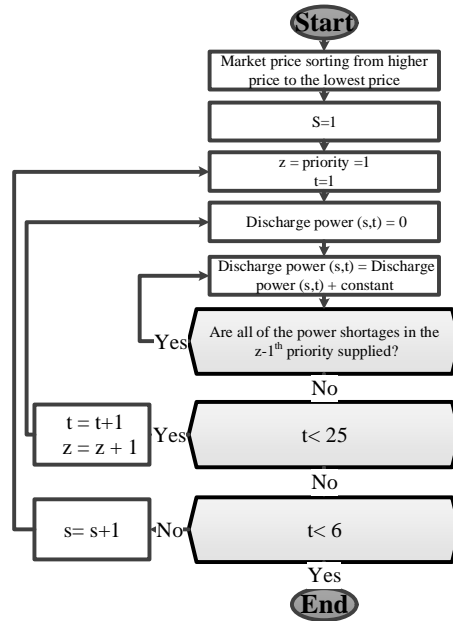 Start
Market price sorting from higher
price to the lowest price
S=1
z = priority =1
t=1
Discharge power (s,t) = 0
Discharge power (s,t) = Discharge
power (s,t) + constant
Are all of the power shortages in the
z-1th priority supplied?
Yes
No
t< 25
Yes
t = t+1
z = z + 1
No
t< 6
No
s= s+1
Yes
End